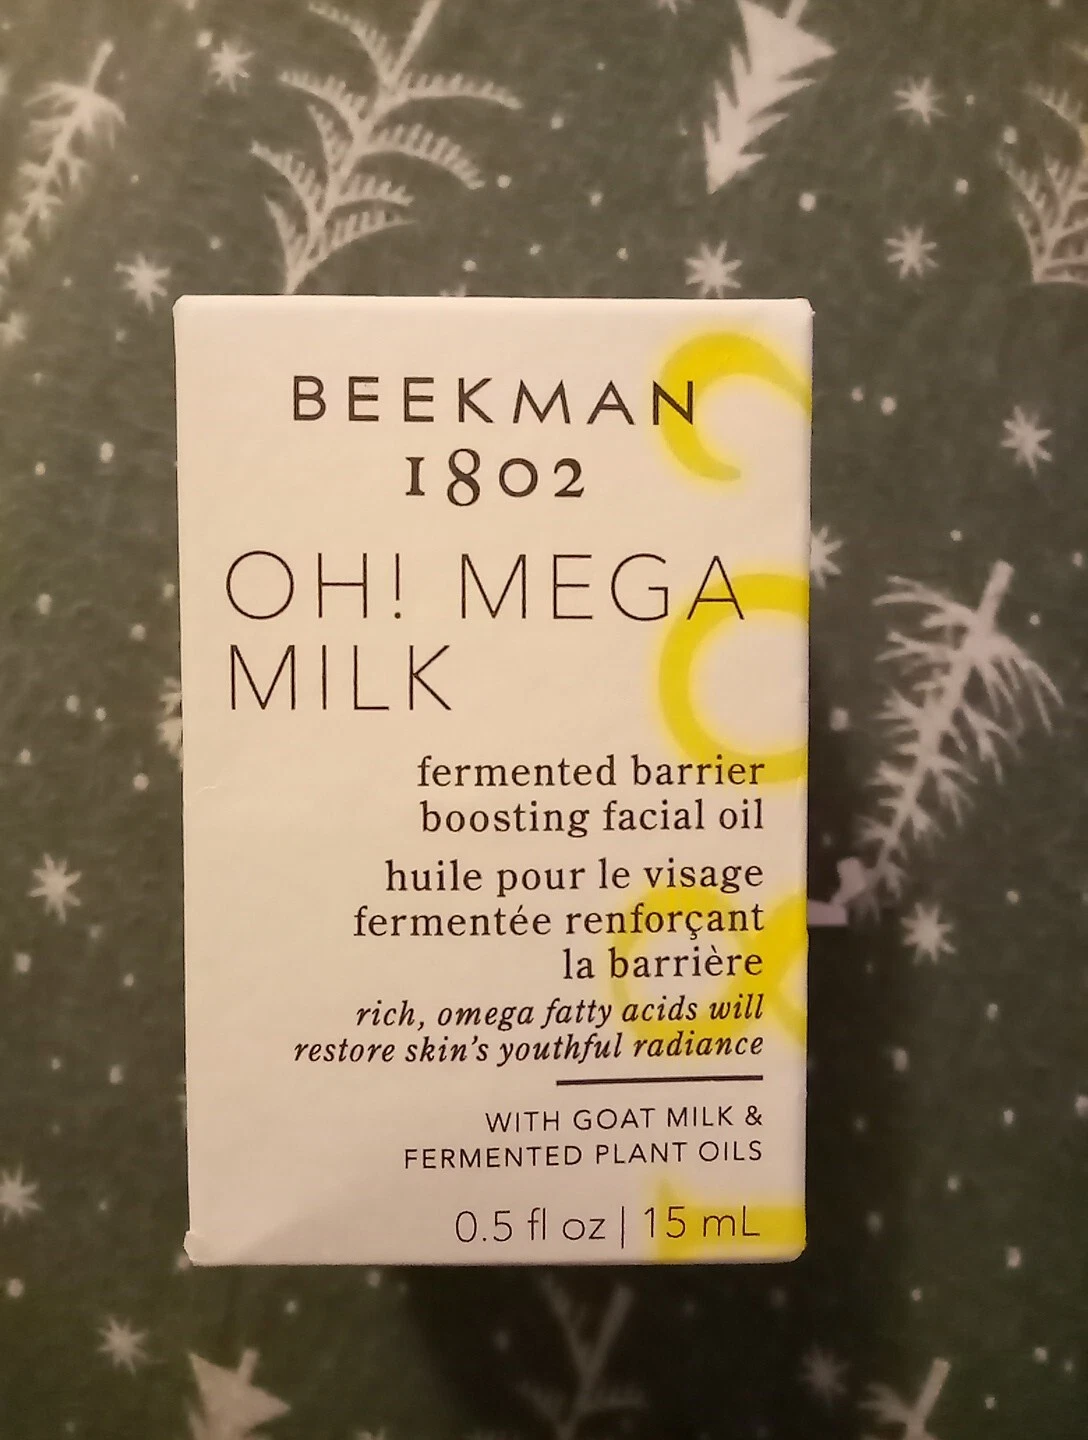 BEEKMAN
1802
OH! MEGA
MILK
fermented barrier
boosting facial oil
huile pour le visage
fermentée renforçant
la barrière
rich, omega fatty acids will
restore skin's youthful radiance
WITH GOAT MILK &
FERMENTED PLANT OILS
0.5 fl oz | 15 mL